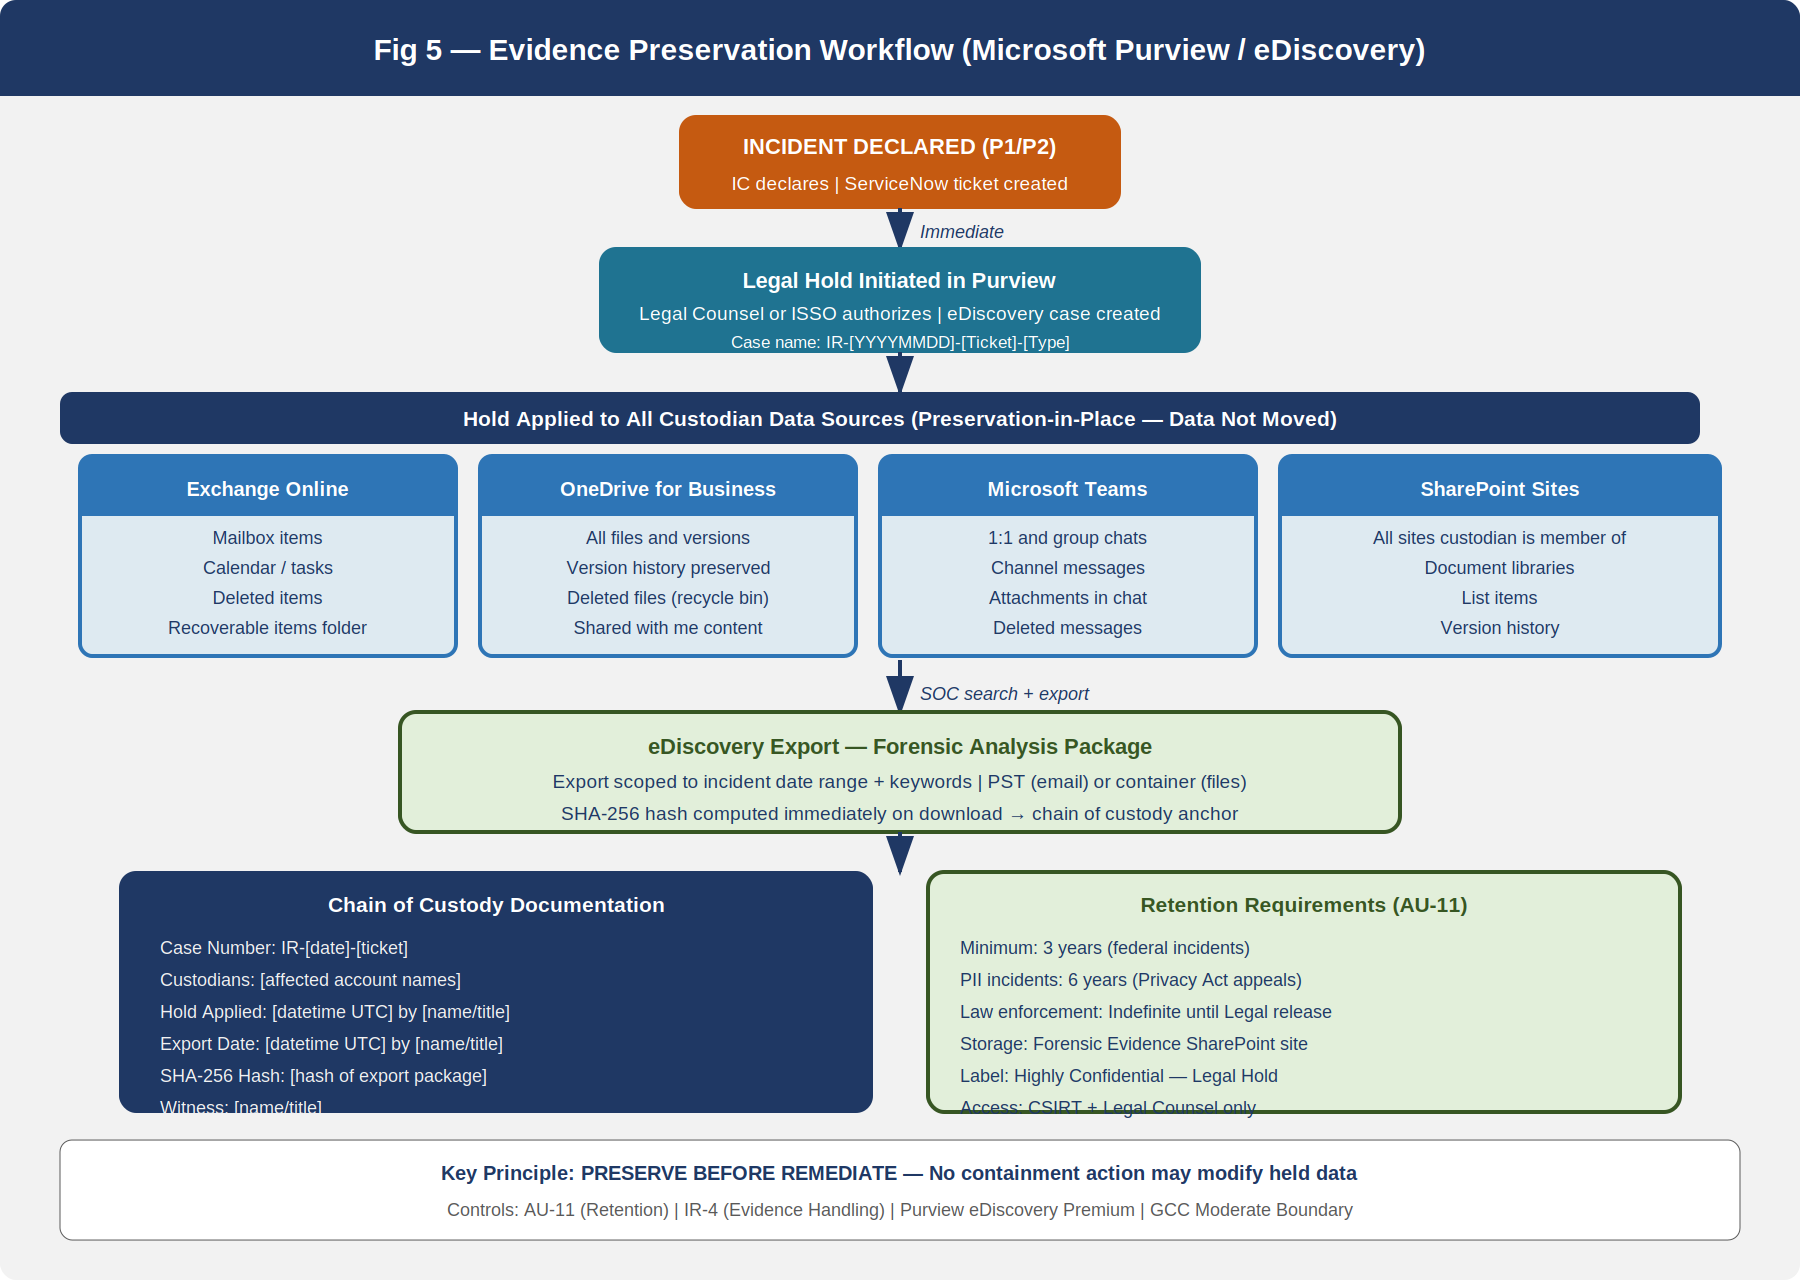 Fig 5 — Evidence Preservation Workflow (Microsoft Purview / eDiscovery)
INCIDENT DECLARED (P1/P2)
IC declares | ServiceNow ticket created
Immediate
Legal Hold Initiated in Purview
Legal Counsel or ISSO authorizes | eDiscovery case created
Case name: IR-[YYYYMMDD]-[Ticket]-[Type]
Hold Applied to All Custodian Data Sources (Preservation-in-Place — Data Not Moved)
Exchange Online
Mailbox items
Calendar / tasks
Deleted items
Recoverable items folder
OneDrive for Business
All files and versions
Version history preserved
Deleted files (recycle bin)
Shared with me content
Microsoft Teams
1:1 and group chats
Channel messages
Attachments in chat
Deleted messages
SharePoint Sites
All sites custodian is member of
Document libraries
List items
Version history
SOC search + export
eDiscovery Export — Forensic Analysis Package
Export scoped to incident date range + keywords | PST (email) or container (files)
SHA-256 hash computed immediately on download → chain of custody anchor
Chain of Custody Documentation
Case Number: IR-[date]-[ticket]
Custodians: [affected account names]
Hold Applied: [datetime UTC] by [name/title]
Export Date: [datetime UTC] by [name/title]
SHA-256 Hash: [hash of export package]
Witness: [name/title]
Retention Requirements (AU-11)
Minimum: 3 years (federal incidents)
PII incidents: 6 years (Privacy Act appeals)
Law enforcement: Indefinite until Legal release
Storage: Forensic Evidence SharePoint site
Label: Highly Confidential — Legal Hold
Access: CSIRT + Legal Counsel only
Key Principle: PRESERVE BEFORE REMEDIATE — No containment action may modify held data
Controls: AU-11 (Retention) | IR-4 (Evidence Handling) | Purview eDiscovery Premium | GCC Moderate Boundary